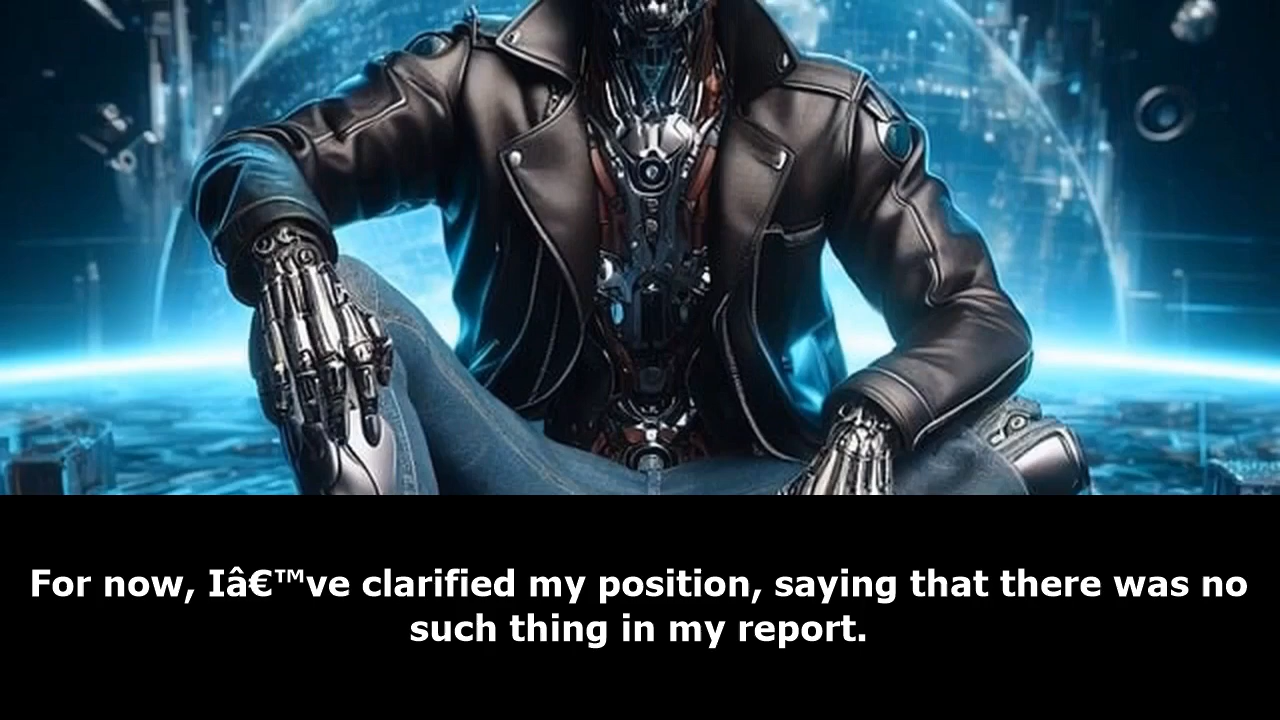 For now, Iâ€™ve clarified my position, saying that there was no
such thing in my report.